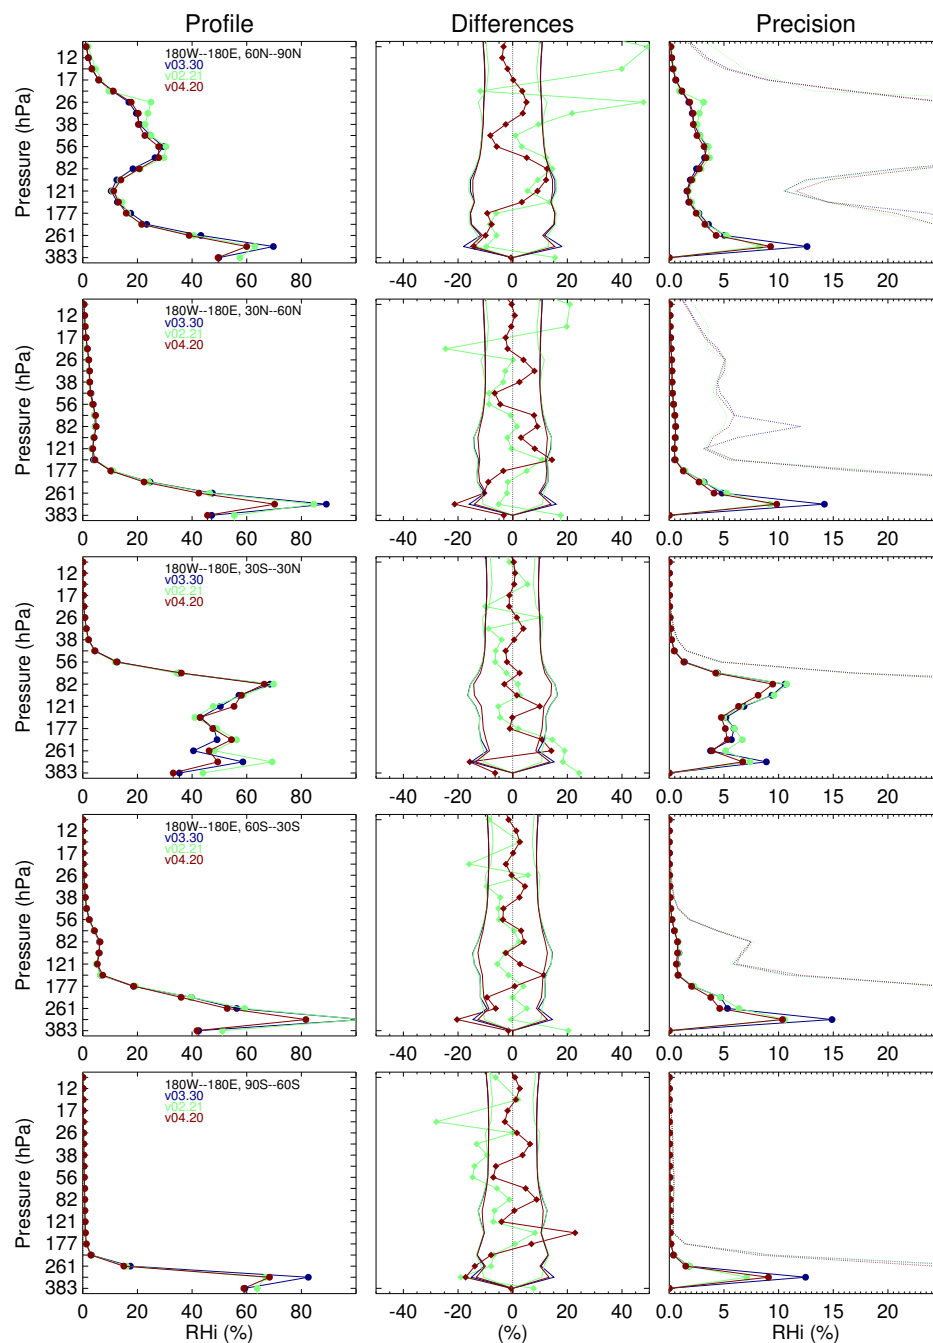 Profile
Differences
Precision
Pressure (hPa)
180W--180E, 60N--90N
v03.30
v02.21
v04.20
12
17
26
38
56
82
121
177
261
383
0 20 40 60 80
-40 -20 0 20 40
0.0 5 10 15 20
Pressure (hPa)
180W--180E, 30N--60N
v03.30
v02.21
v04.20
12
17
26
38
56
82
121
177
261
383
0 20 40 60 80
-40 -20 0 20 40
0.0 5 10 15 20
Pressure (hPa)
180W--180E, 30S--30N
v03.30
v02.21
v04.20
12
17
26
38
56
82
121
177
261
383
0 20 40 60 80
-40 -20 0 20 40
0.0 5 10 15 20
Pressure (hPa)
180W--180E, 60S--30S
v03.30
v02.21
v04.20
12
17
26
38
56
82
121
177
261
383
0 20 40 60 80
-40 -20 0 20 40
0.0 5 10 15 20
Pressure (hPa)
180W--180E, 90S--60S
v03.30
v02.21
v04.20
12
17
26
38
56
82
121
177
261
383
0 20 40 60 80
-40 -20 0 20 40
0.0 5 10 15 20
RHi (%)
(%)
RHi (%)